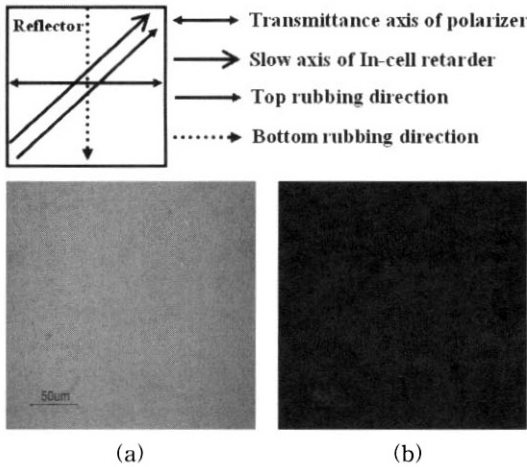 Reflector
Transmittance axis of polarizer
Slow axis of In-cell retarder
Top rubbing direction
Bottom rubbing direction
50um
(a)
(b)